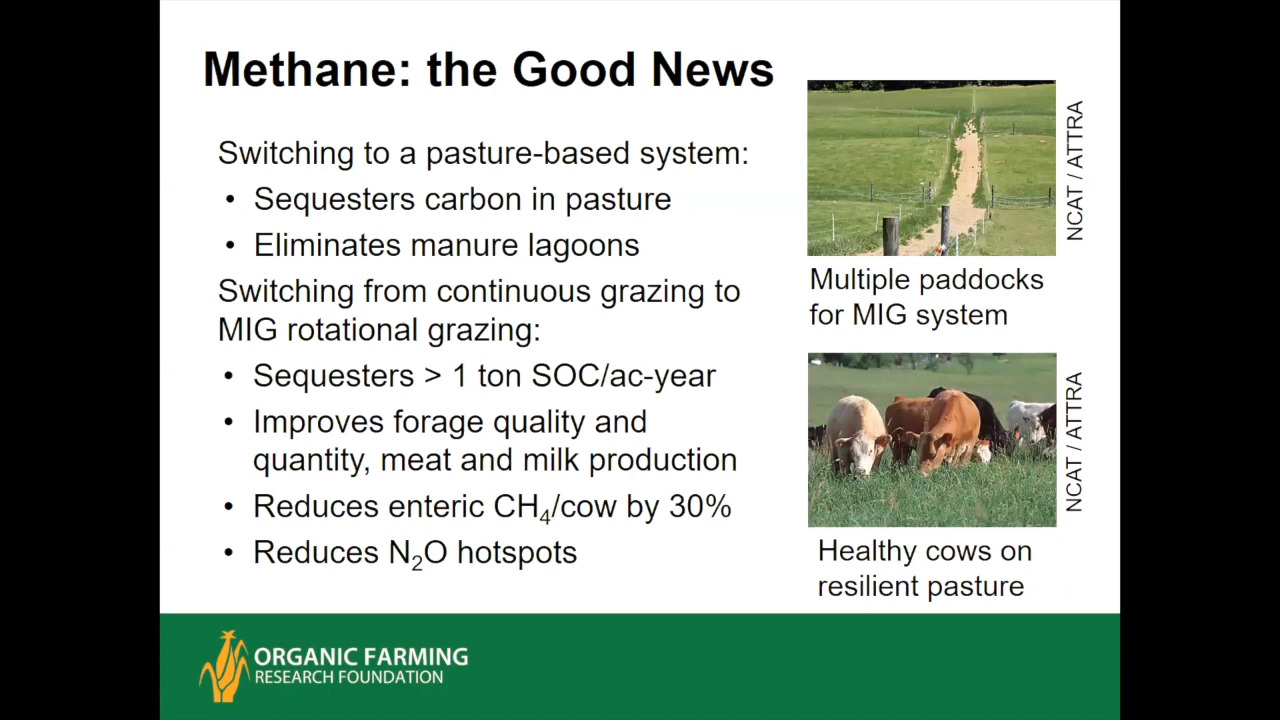 Methane: the Good News
Switching to a pasture-based system:
• Sequesters carbon in pasture
• Eliminates manure lagoons
Switching from continuous grazing to
MIG rotational grazing:
• Sequesters > 1 ton SOC/ac-year
• Improves forage quality and
quantity, meat and milk production
• Reduces enteric CH₄/cow by 30%
• Reduces N₂O hotspots
NCAT / ATTRA
Multiple paddocks
for MIG system
NCAT / ATTRA
Healthy cows on
resilient pasture
ORGANIC FARMING
RESEARCH FOUNDATION